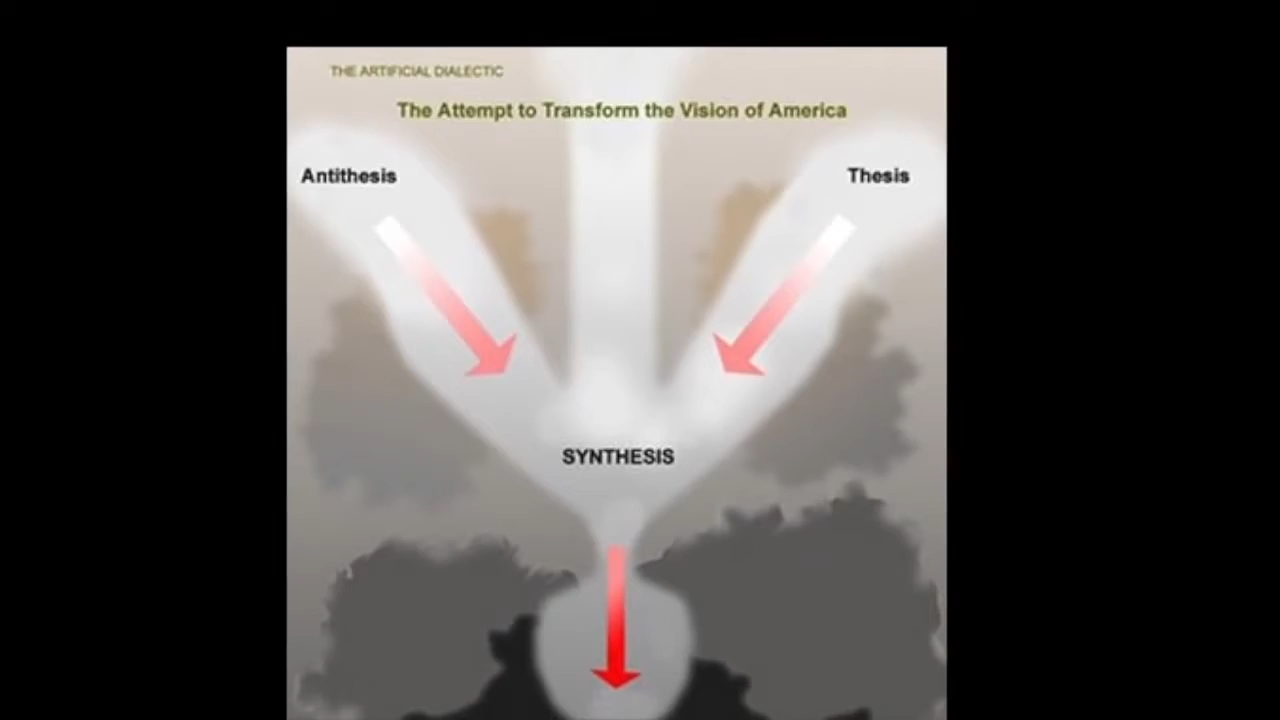 THE ARTIFICIAL DIALECTIC
The Attempt to Transform the Vision of America
Antithesis
Thesis
SYNTHESIS